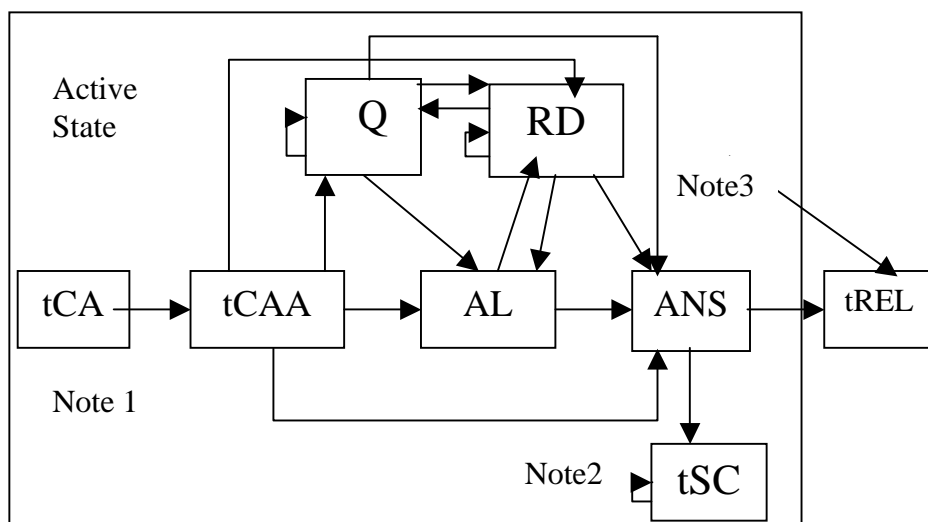 Active
State
Q
RD
Note3
tCA
tCAA
AL
ANS
tREL
Note 1
Note2
tSC